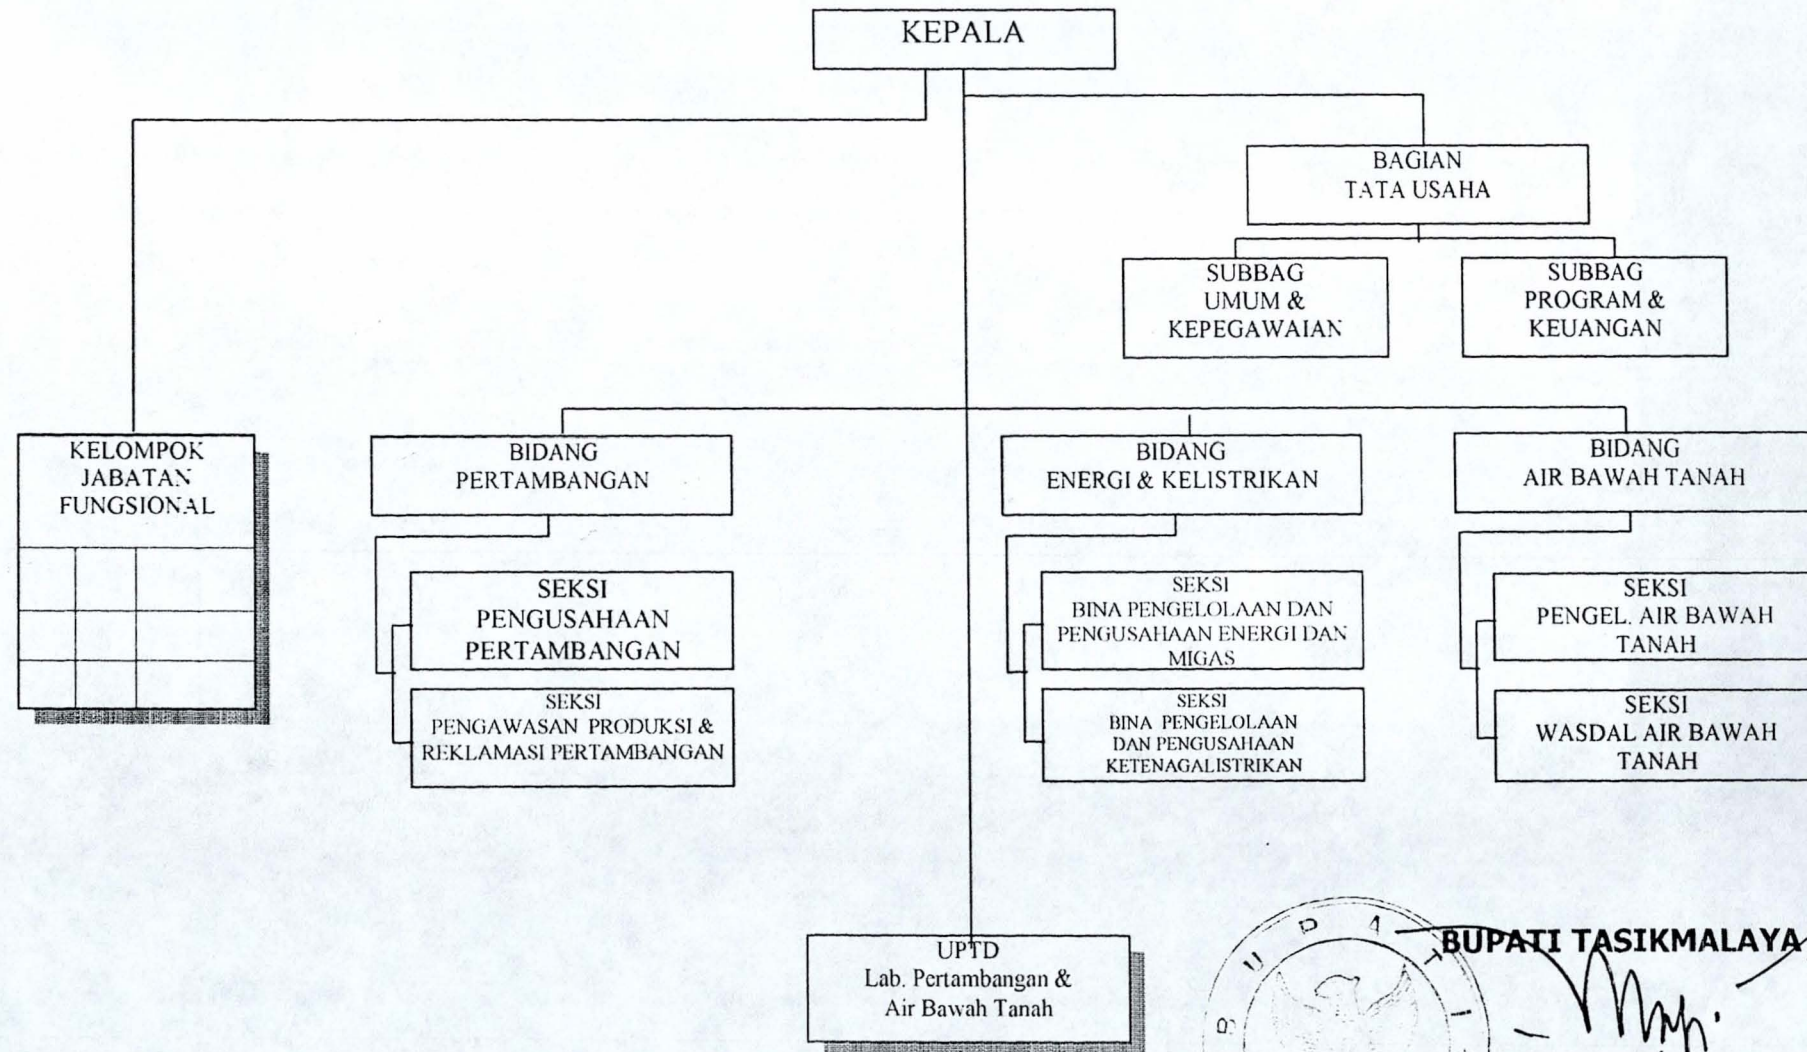 KEPALA
BAGIAN
TATA USAHA
SUBBAG
UMUM &
KEPEGAWAIAN
SUBBAG
PROGRAM &
KEUANGAN
KELOMPOK
JABATAN
FUNGSIONAL
BIDANG
PERTAMBANGAN
SEKSI
PENGUSAHAAN
PERTAMBANGAN
SEKSI
PENGAWASAN PRODUKSI &
REKLAMASI PERTAMBANGAN
BIDANG
ENERGI & KELISTRIKAN
SEKSI
BINA PENGELOLAAN DAN
PENGUSAHAAN ENERGI DAN
MIGAS
SEKSI
BINA PENGELOLAAN
DAN PENGUSAHAAN
KETENAGALISTRIKAN
BIDANG
AIR BAWAH TANAH
SEKSI
PENGEL. AIR BAWAH
TANAH
SEKSI
WASDAL AIR BAWAH
TANAH
UPTD
Lab. Pertambangan &
Air Bawah Tanah
BUPATI
BUPATI TASIKMALAYA